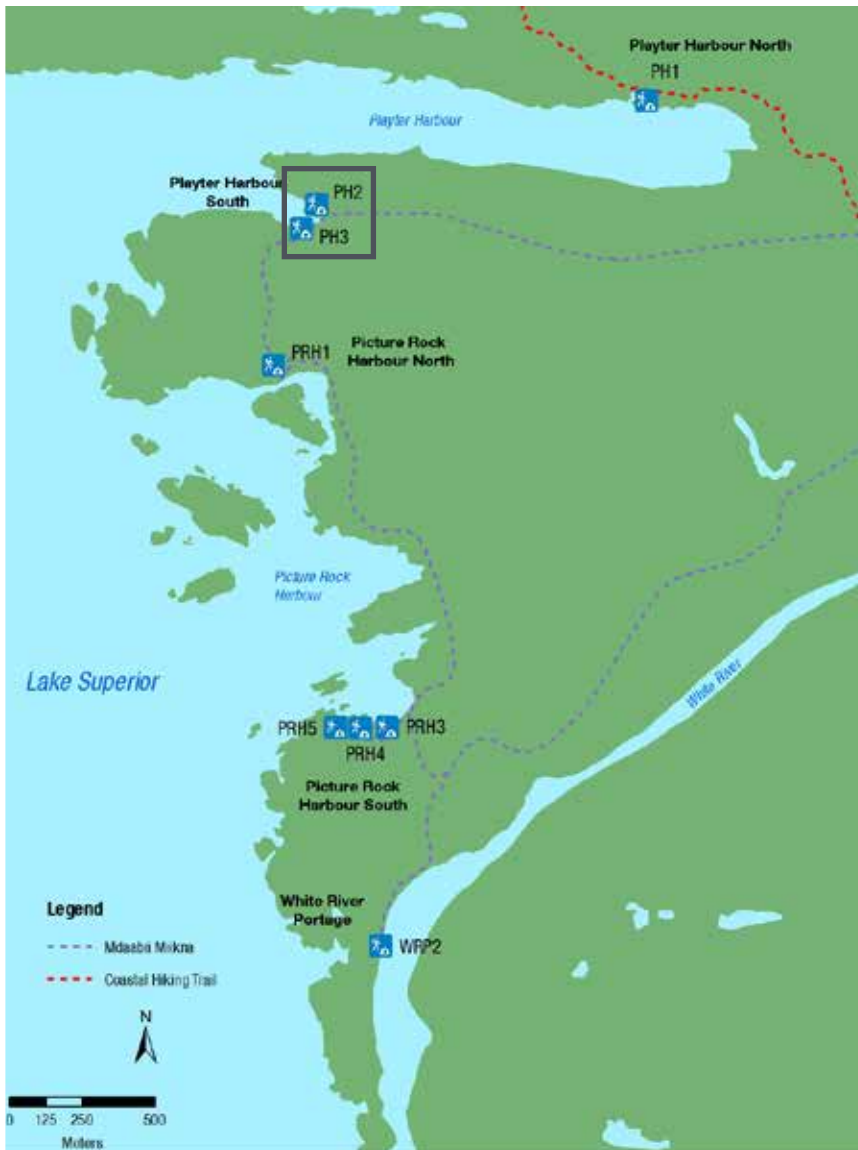 Playter Harbour North
PH1
Playter Harbour
Playter Harbour
South
PH2
PH3
PRH1
Picture Rock
Harbour North
Picture Rock
Harbour
Lake Superior
White River
PRH5
PRH4
PRH3
Picture Rock
Harbour South
White River
Portage
WRP2
Legend
Mdaabii Miikna
Coastal Hiking Trail
N
0 125 250 500
Meters